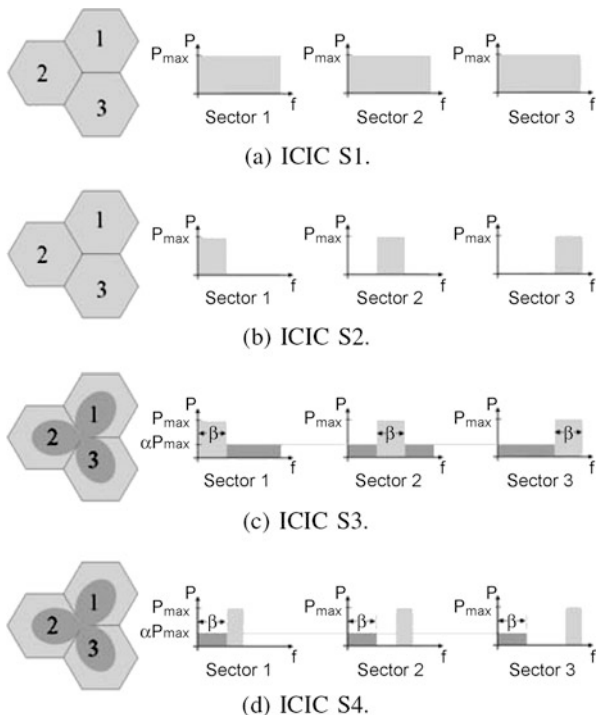 1
2
3
P P P
Pmax Pmax Pmax
f f f
Sector 1 Sector 2 Sector 3
(a) ICIC S1.
1
2
3
P P P
Pmax Pmax Pmax
f f f
Sector 1 Sector 2 Sector 3
(b) ICIC S2.
1
2
3
P P P
Pmax Pmax Pmax
β β β
αPmax
f f f
Sector 1 Sector 2 Sector 3
(c) ICIC S3.
1
2
3
P P P
Pmax Pmax Pmax
β β β
αPmax
f f f
Sector 1 Sector 2 Sector 3
(d) ICIC S4.